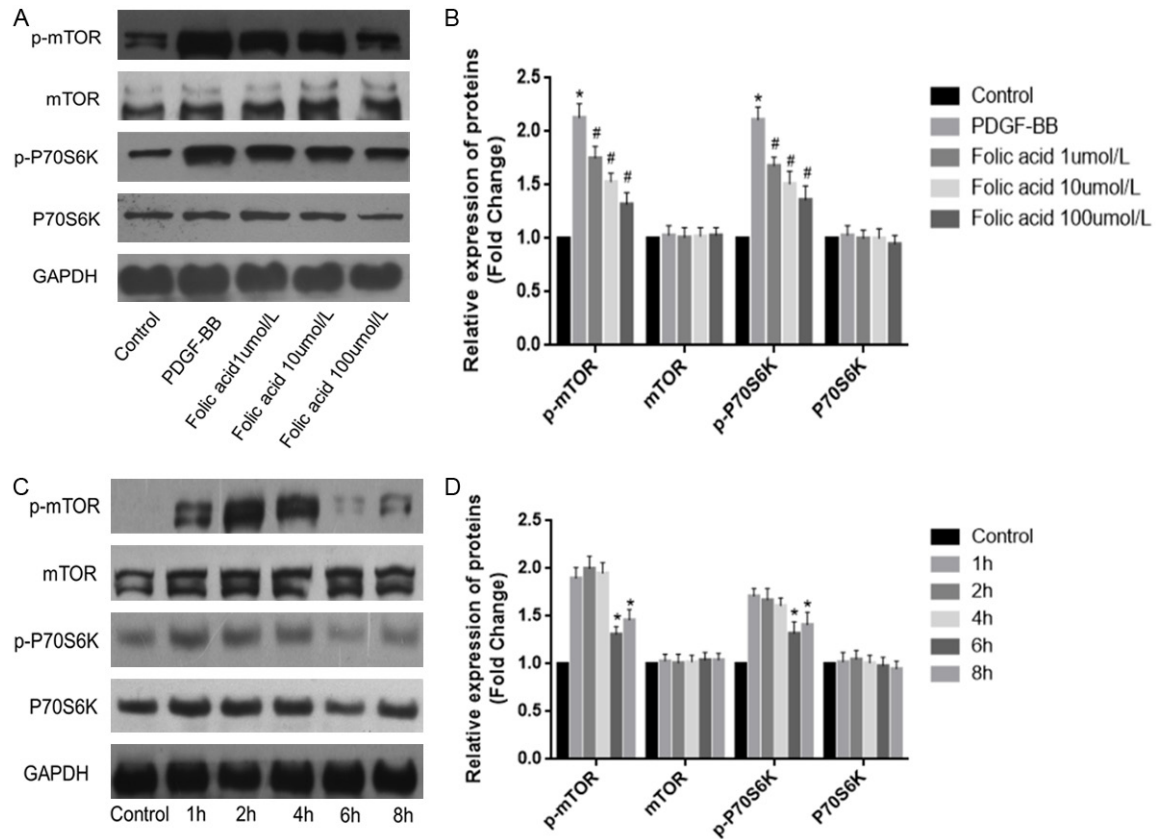 A
p-mTOR
mTOR
p-P70S6K
P70S6K
GAPDH
Control
PDGF-BB
Folic acid1umol/L
Folic acid 10umol/L
Folic acid 100umol/L
B
Relative expression of proteins
(Fold Change)
2.5
2.0
1.5
1.0
0.5
0.0
*
#
#
#
*
#
#
#
p-mTOR
mTOR
p-P70S6K
P70S6K
Control
PDGF-BB
Folic acid 1umol/L
Folic acid 10umol/L
Folic acid 100umol/L
C
p-mTOR
mTOR
p-P70S6K
P70S6K
GAPDH
Control 1h 2h 4h 6h 8h
D
Relative expression of proteins
(Fold Change)
2.5
2.0
1.5
1.0
0.5
0.0
*
*
*
*
p-mTOR
mTOR
p-P70S6K
P70S6K
Control
1h
2h
4h
6h
8h